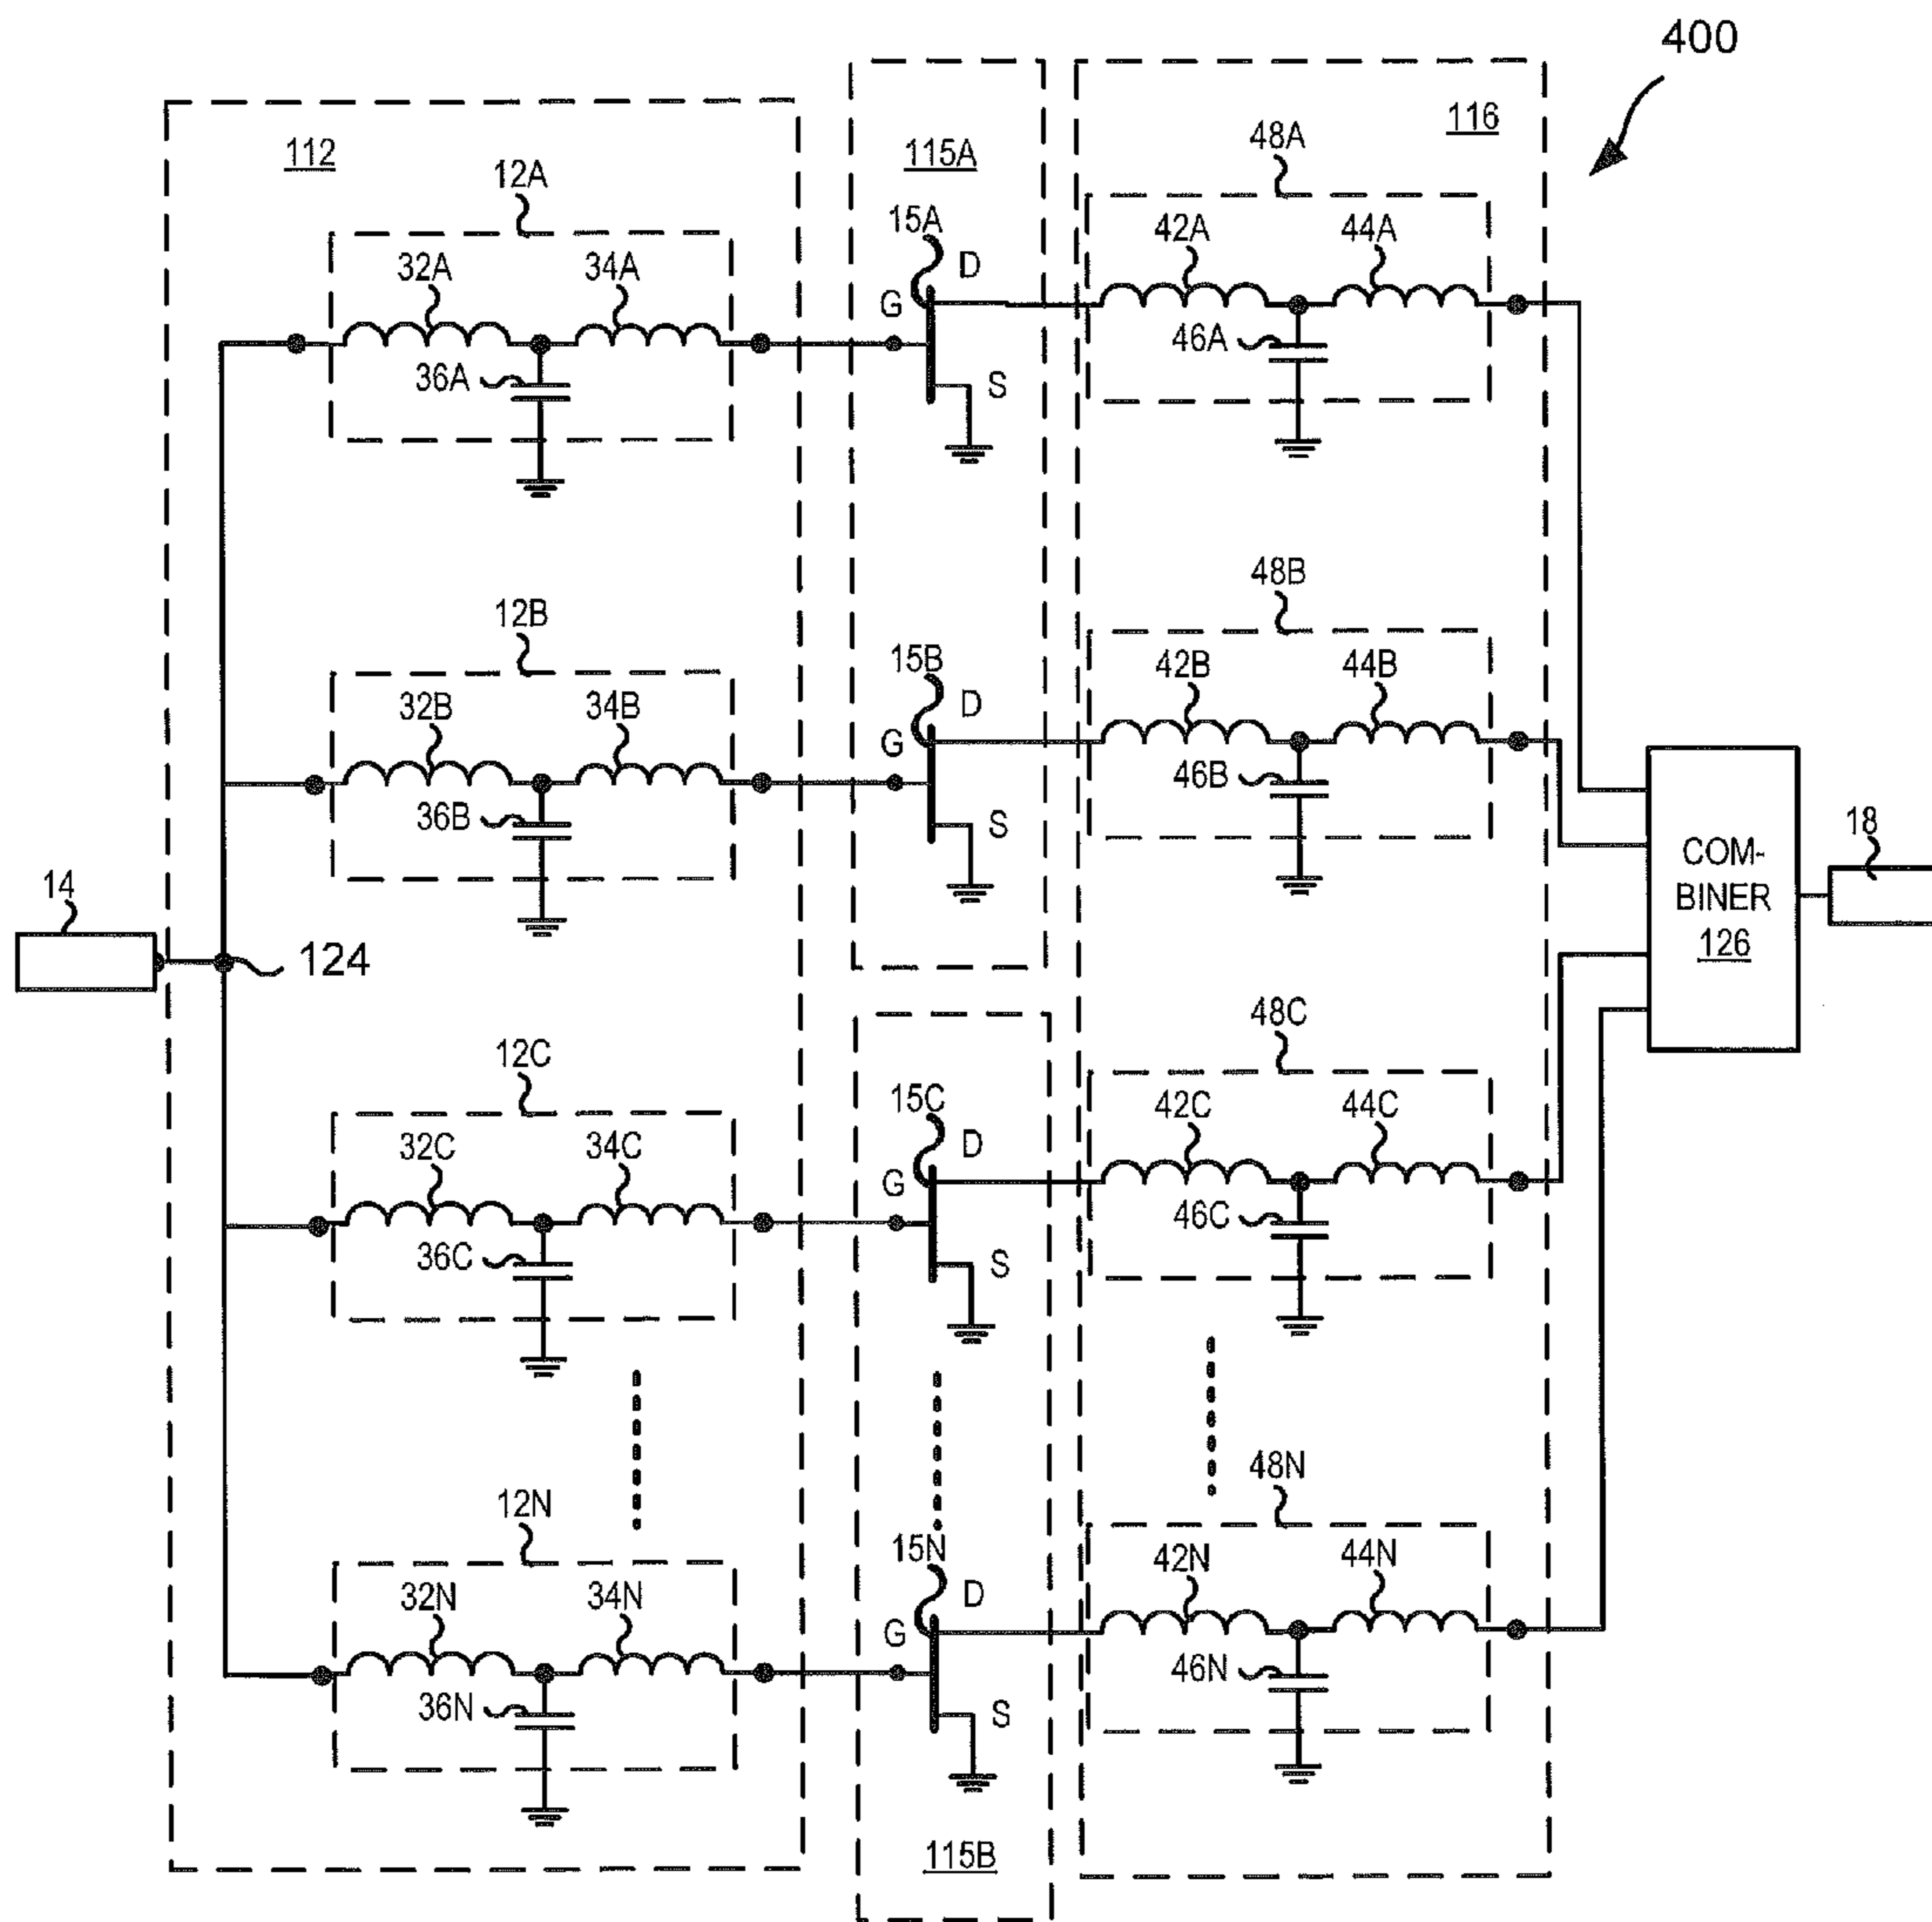 400
112
12A
32A 34A
36A
115A
15A
D
G
S
116
48A
42A 44A
46A
12B
32B 34B
36B
15B
D
G
S
48B
42B 44B
46B
14
124
COM-
BINER
126
18
12C
32C 34C
36C
15C
D
G
S
48C
42C 44C
46C
12N
32N 34N
36N
15N
D
G
S
48N
42N 44N
46N
115B